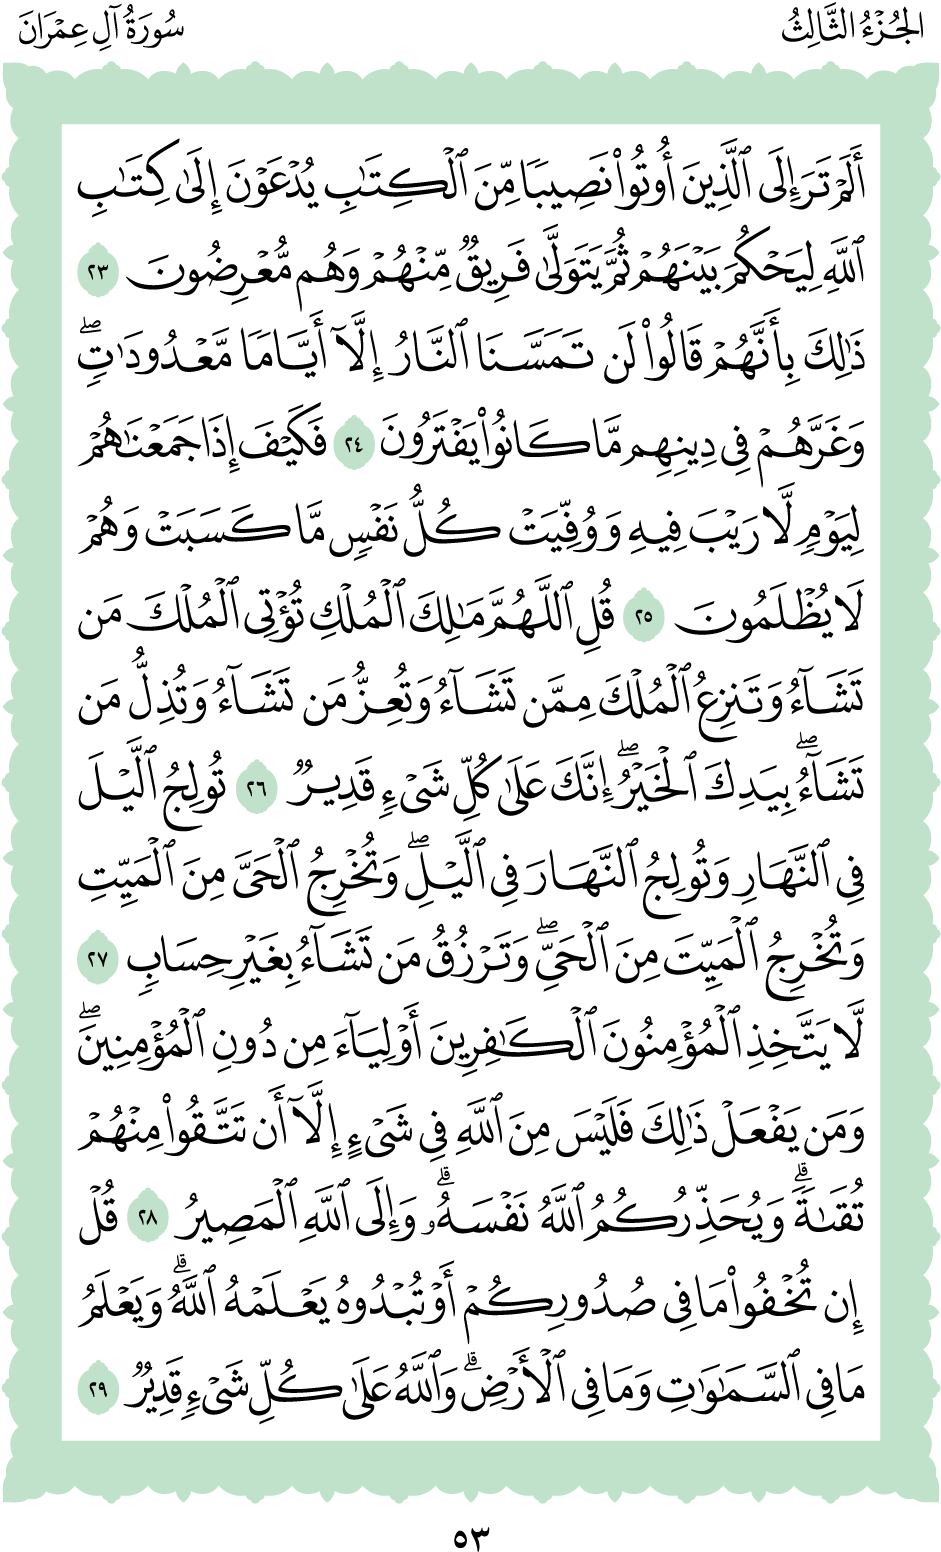 الجُزْءُ الثَّالِثُ
سُورَةُ آلِ عِمْرَانَ
أَلَمْ تَرَ إِلَى ٱلَّذِينَ أُوتُواْ نَصِيبٗا مِّنَ ٱلۡكِتَٰبِ يُدۡعَوۡنَ إِلَىٰ كِتَٰبِ
ٱللَّهِ لِيَحۡكُمَ بَيۡنَهُمۡ ثُمَّ يَتَوَلَّىٰ فَرِيقٞ مِّنۡهُمۡ وَهُم مُّعۡرِضُونَ ٢٣
ذَٰلِكَ بِأَنَّهُمۡ قَالُواْ لَن تَمَسَّنَا ٱلنَّارُ إِلَّآ أَيَّامٗا مَّعۡدُودَٰتٖۖ
وَغَرَّهُمۡ فِي دِينِهِم مَّا كَانُواْ يَفۡتَرُونَ ٢٤ فَكَيۡفَ إِذَا جَمَعۡنَٰهُمۡ
لِيَوۡمٖ لَّا رَيۡبَ فِيهِ وَوُفِّيَتۡ كُلُّ نَفۡسٖ مَّا كَسَبَتۡ وَهُمۡ
لَا يُظۡلَمُونَ ٢٥ قُلِ ٱللَّهُمَّ مَٰلِكَ ٱلۡمُلۡكِ تُؤۡتِي ٱلۡمُلۡكَ مَن
تَشَآءُ وَتَنزِعُ ٱلۡمُلۡكَ مِمَّن تَشَآءُ وَتُعِزُّ مَن تَشَآءُ وَتُذِلُّ مَن
تَشَآءُۖ بِيَدِكَ ٱلۡخَيۡرُۖ إِنَّكَ عَلَىٰ كُلِّ شَيۡءٖ قَدِيرٞ ٢٦ تُولِجُ ٱلَّيۡلَ
فِي ٱلنَّهَارِ وَتُولِجُ ٱلنَّهَارَ فِي ٱلَّيۡلِۖ وَتُخۡرِجُ ٱلۡحَيَّ مِنَ ٱلۡمَيِّتِ
وَتُخۡرِجُ ٱلۡمَيِّتَ مِنَ ٱلۡحَيِّۖ وَتَرۡزُقُ مَن تَشَآءُ بِغَيۡرِ حِسَابٖ ٢٧
لَّا يَتَّخِذِ ٱلۡمُؤۡمِنُونَ ٱلۡكَٰفِرِينَ أَوۡلِيَآءَ مِن دُونِ ٱلۡمُؤۡمِنِينَۖ
وَمَن يَفۡعَلۡ ذَٰلِكَ فَلَيۡسَ مِنَ ٱللَّهِ فِي شَيۡءٍ إِلَّآ أَن تَتَّقُواْ مِنۡهُمۡ
تُقَىٰةٗۗ وَيُحَذِّرُكُمُ ٱللَّهُ نَفۡسَهُۥۗ وَإِلَى ٱللَّهِ ٱلۡمَصِيرُ ٢٨ قُلۡ
إِن تُخۡفُواْ مَا فِي صُدُورِكُمۡ أَوۡ تُبۡدُوهُ يَعۡلَمۡهُ ٱللَّهُۗ وَيَعۡلَمُ
مَا فِي ٱلسَّمَٰوَٰتِ وَمَا فِي ٱلۡأَرۡضِۗ وَٱللَّهُ عَلَىٰ كُلِّ شَيۡءٖ قَدِيرٞ ٢٩
٥٣